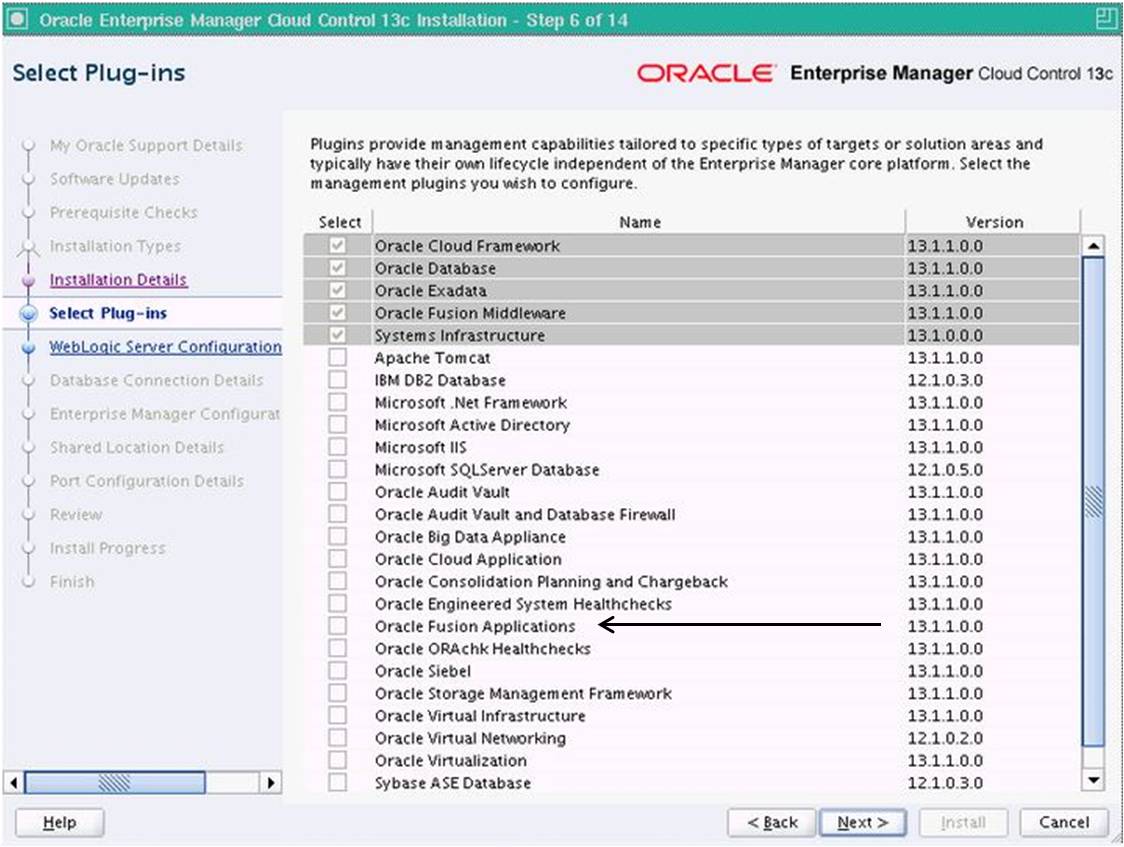 Oracle Enterprise Manager Cloud Control 13c Installation - Step 6 of 14
Select Plug-ins
ORACLE Enterprise Manager Cloud Control 13c
My Oracle Support Details
Software Updates
Prerequisite Checks
Installation Types
Installation Details
Select Plug-ins
WebLogic Server Configuration
Database Connection Details
Enterprise Manager Configurat
Shared Location Details
Port Configuration Details
Review
Install Progress
Finish
Plugins provide management capabilities tailored to specific types of targets or solution areas and
typically have their own lifecycle independent of the Enterprise Manager core platform. Select the
management plugins you wish to configure.
Select Name Version
Oracle Cloud Framework 13.1.1.0.0
Oracle Database 13.1.1.0.0
Oracle Exadata 13.1.1.0.0
Oracle Fusion Middleware 13.1.1.0.0
Systems Infrastructure 13.1.0.0.0
Apache Tomcat 13.1.1.0.0
IBM DB2 Database 12.1.0.3.0
Microsoft .Net Framework 13.1.1.0.0
Microsoft Active Directory 13.1.1.0.0
Microsoft IIS 13.1.1.0.0
Microsoft SQLServer Database 12.1.0.5.0
Oracle Audit Vault 13.1.1.0.0
Oracle Audit Vault and Database Firewall 13.1.1.0.0
Oracle Big Data Appliance 13.1.1.0.0
Oracle Cloud Application 13.1.1.0.0
Oracle Consolidation Planning and Chargeback 13.1.1.0.0
Oracle Engineered System Healthchecks 13.1.1.0.0
Oracle Fusion Applications 13.1.1.0.0
Oracle ORAchk Healthchecks 13.1.1.0.0
Oracle Siebel 13.1.1.0.0
Oracle Storage Management Framework 13.1.1.0.0
Oracle Virtual Infrastructure 13.1.1.0.0
Oracle Virtual Networking 12.1.0.2.0
Oracle Virtualization 13.1.1.0.0
Sybase ASE Database 12.1.0.3.0
Help < Back Next > Install Cancel